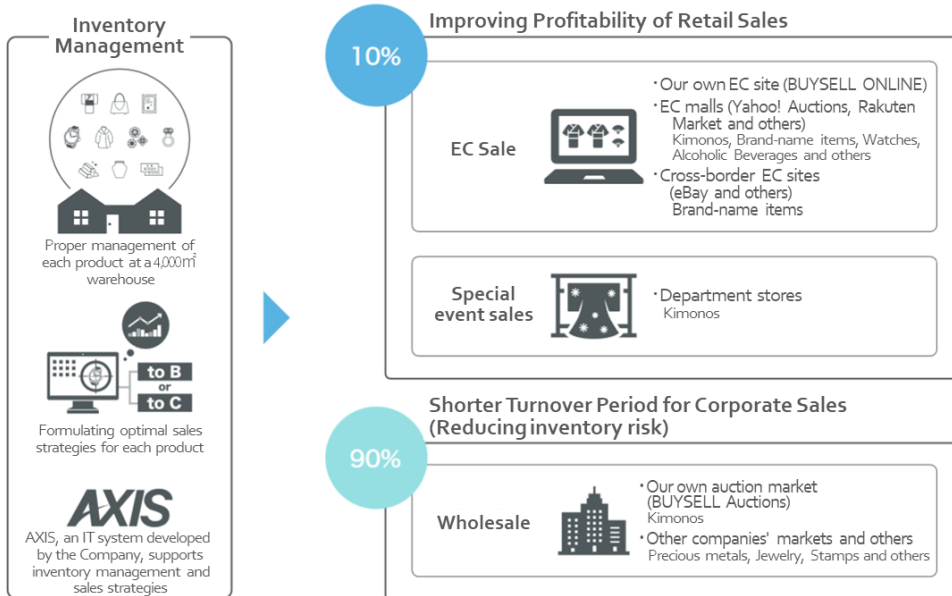 Inventory
Management
Proper management of
each product at a 4,000㎡
warehouse
to B
or
to C
Formulating optimal sales
strategies for each product
AXIS
AXIS, an IT system developed
by the Company, supports
inventory management and
sales strategies
Improving Profitability of Retail Sales
10%
EC Sale
・Our own EC site (BUYSELL ONLINE)
・EC malls (Yahoo! Auctions, Rakuten
Market and others)
Kimonos, Brand-name items, Watches,
Alcoholic Beverages and others
・Cross-border EC sites
(eBay and others)
Brand-name items
Special
event sales
・Department stores
Kimonos
Shorter Turnover Period for Corporate Sales
(Reducing inventory risk)
90%
Wholesale
・Our own auction market
(BUYSELL Auctions)
Kimonos
・Other companies' markets and others
Precious metals, Jewelry, Stamps and others